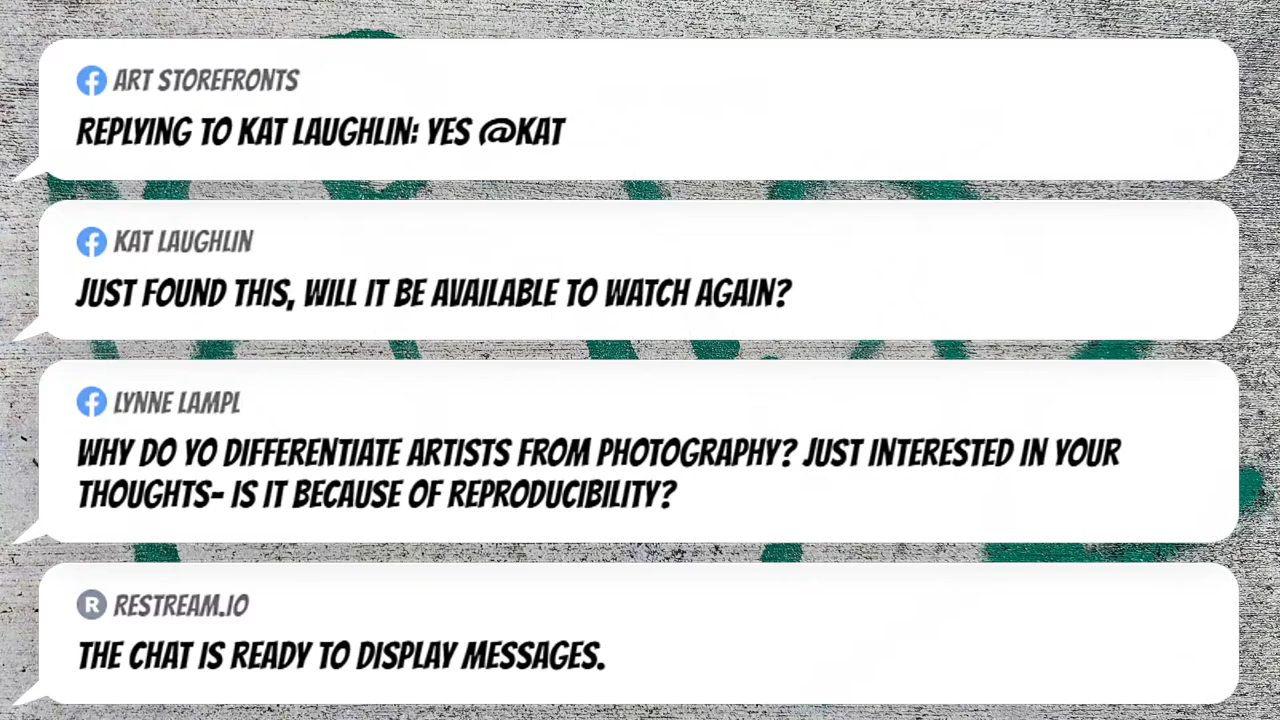 ART STOREFRONTS
REPLYING TO KAT LAUGHLIN: YES @KAT
KAT LAUGHLIN
JUST FOUND THIS, WILL IT BE AVAILABLE TO WATCH AGAIN?
LYNNE LAMPL
WHY DO YO DIFFERENTIATE ARTISTS FROM PHOTOGRAPHY? JUST INTERESTED IN YOUR
THOUGHTS- IS IT BECAUSE OF REPRODUCIBILITY?
R RESTREAM.IO
THE CHAT IS READY TO DISPLAY MESSAGES.